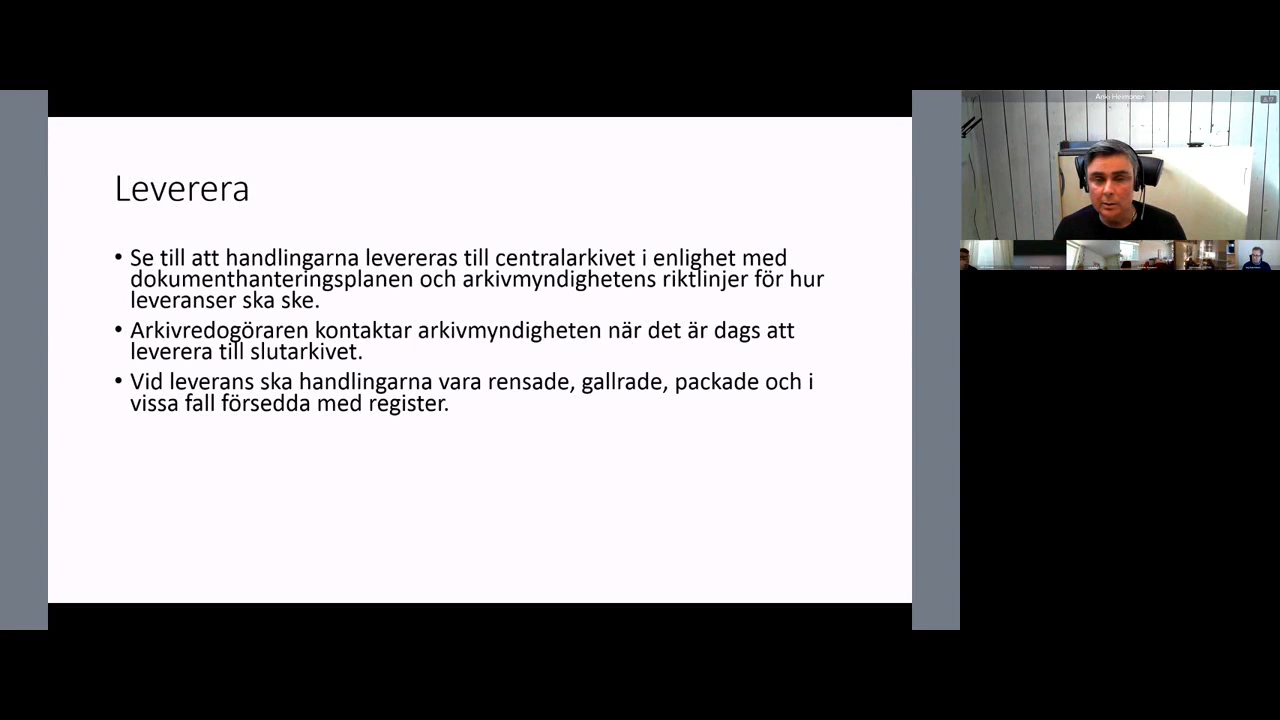 Leverera
• Se till att handlingarna levereras till centralarkivet i enlighet med
dokumenthanteringsplanen och arkivmyndighetens riktlinjer för hur
leveranser ska ske.
• Arkivredogöraren kontaktar arkivmyndigheten när det är dags att
leverera till slutarkivet.
• Vid leverans ska handlingarna vara rensade, gallrade, packade och i
vissa fall försedda med register.